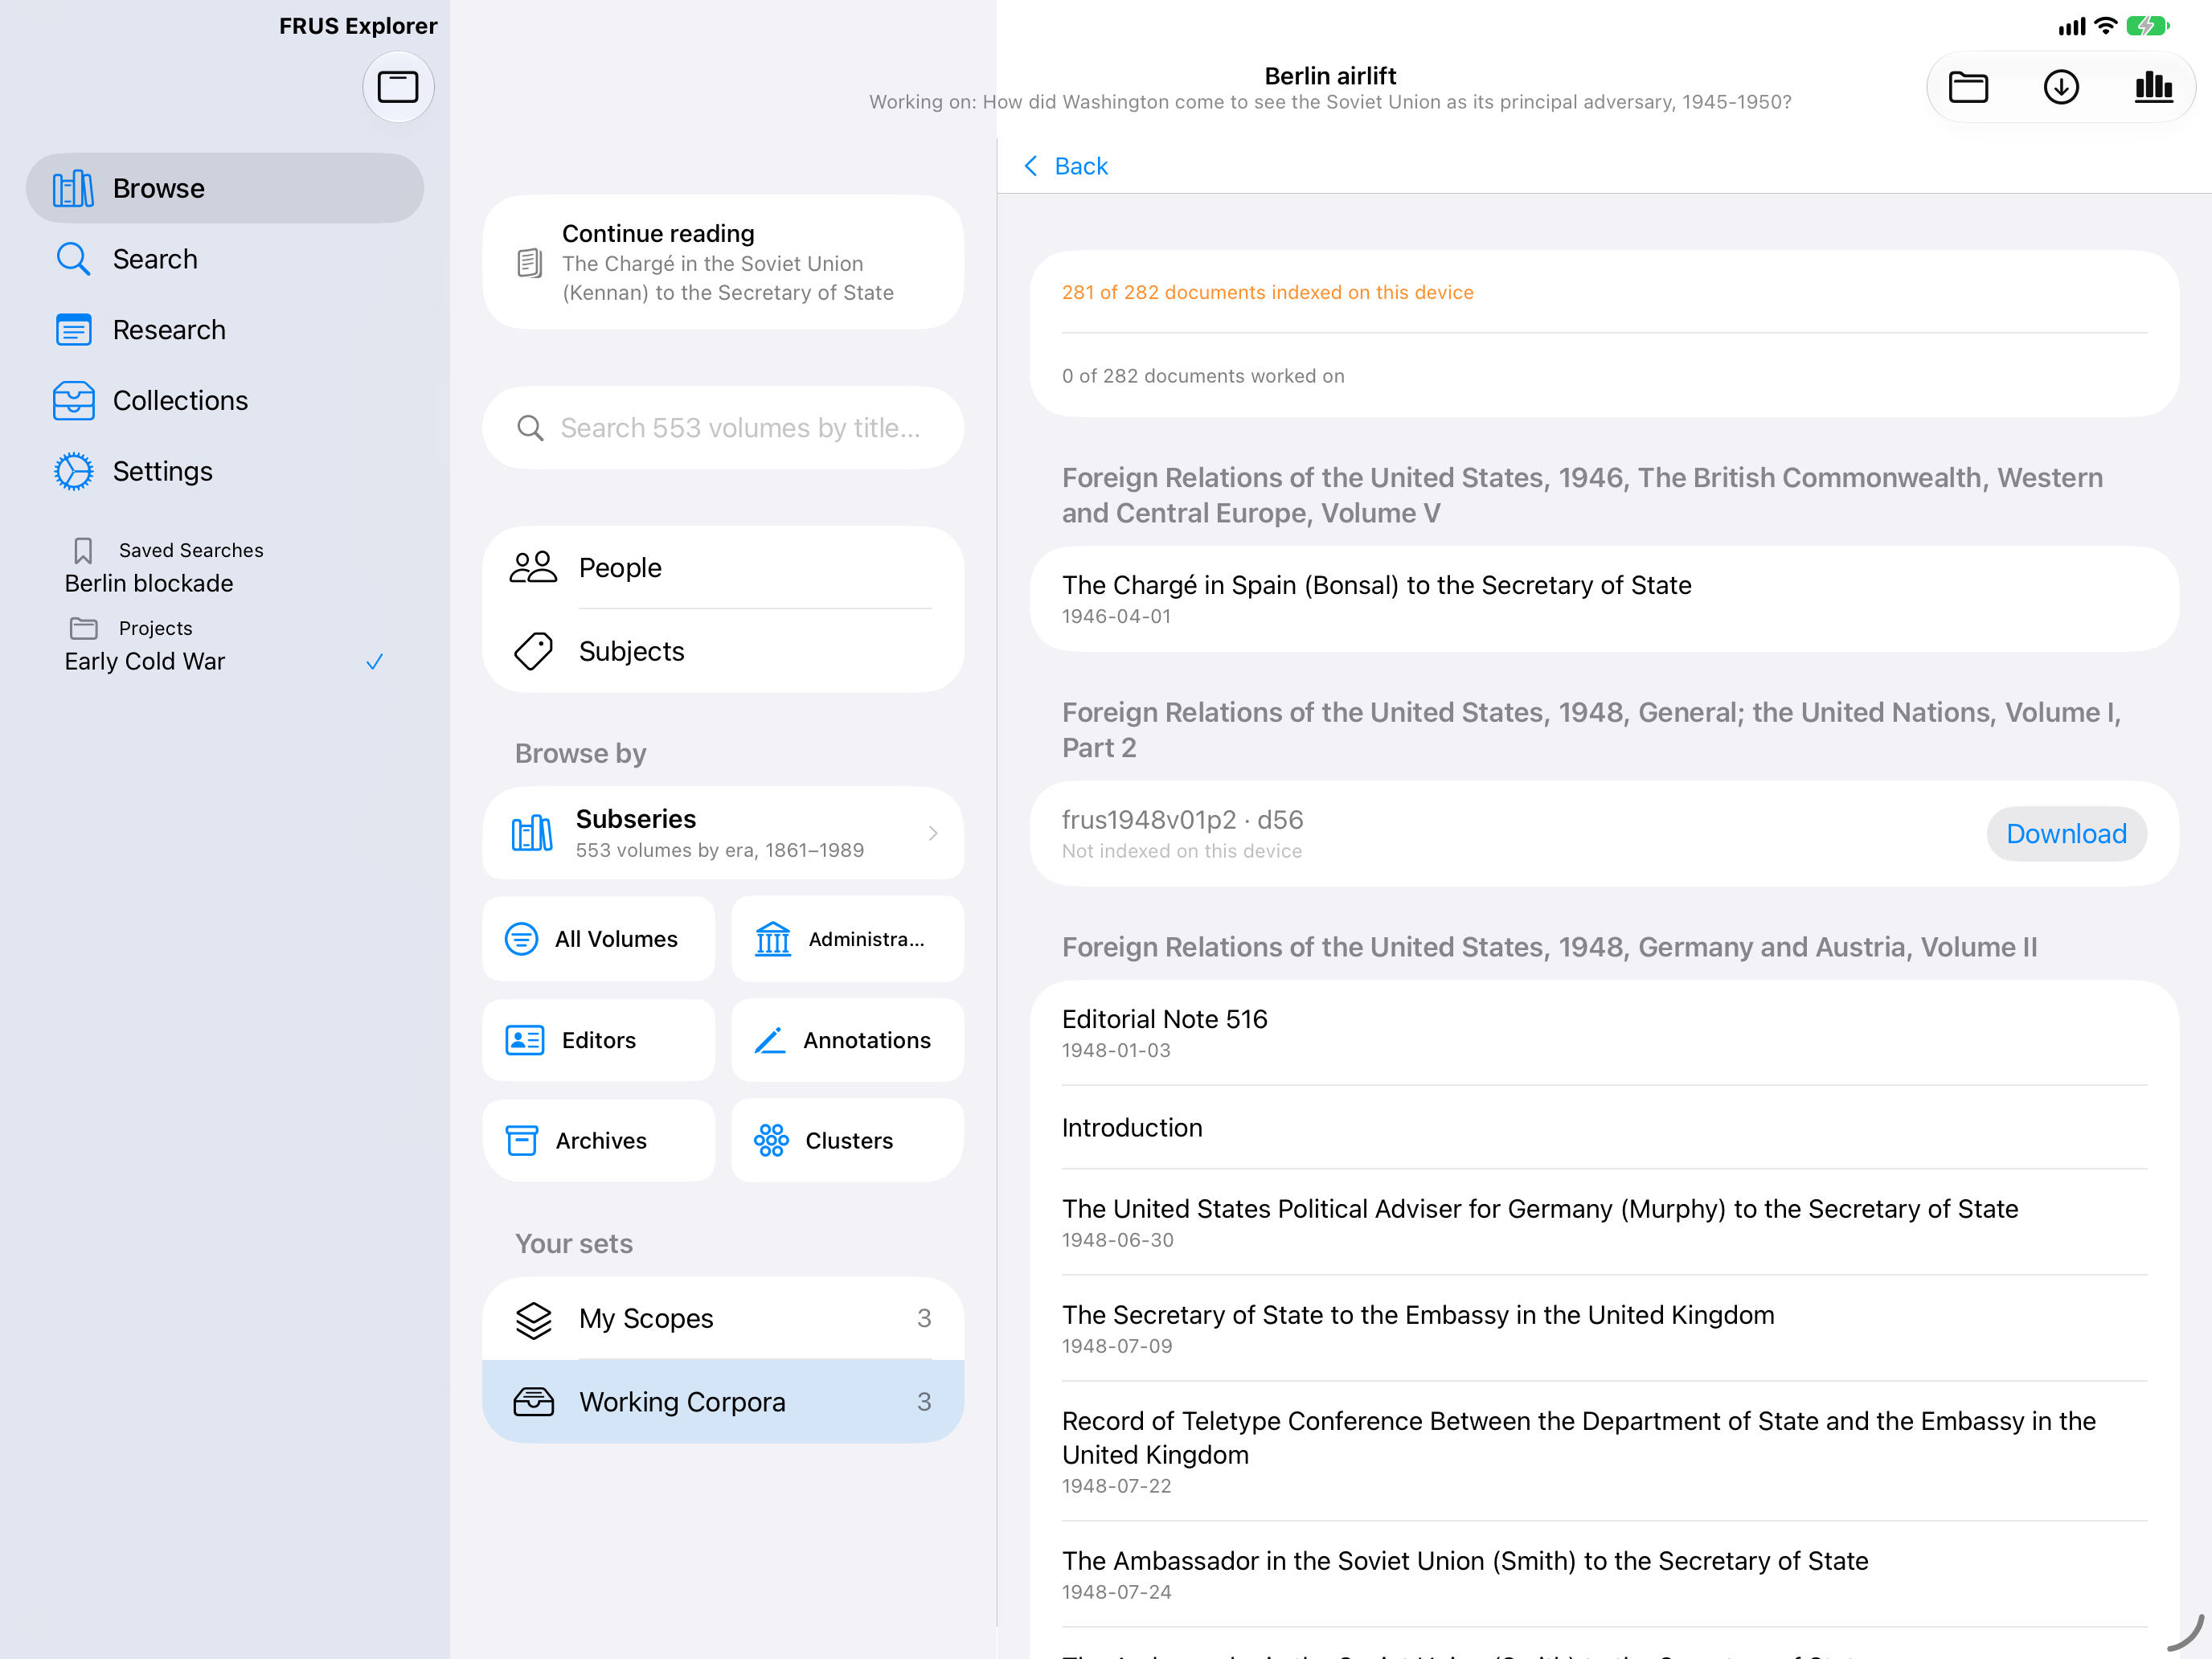 FRUS Explorer
Browse
Search
Research
Collections
Settings
Saved Searches
Berlin blockade
Projects
Early Cold War
Continue reading
The Chargé in the Soviet Union
(Kennan) to the Secretary of State
Search 553 volumes by title...
People
Subjects
Browse by
Subseries
553 volumes by era, 1861–1989
All Volumes
Administra...
Editors
Annotations
Archives
Clusters
Your sets
My Scopes 3
Working Corpora 3
Berlin airlift
Working on: How did Washington come to see the Soviet Union as its principal adversary, 1945-1950?
Back
281 of 282 documents indexed on this device
0 of 282 documents worked on
Foreign Relations of the United States, 1946, The British Commonwealth, Western
and Central Europe, Volume V
The Chargé in Spain (Bonsal) to the Secretary of State
1946-04-01
Foreign Relations of the United States, 1948, General; the United Nations, Volume I,
Part 2
frus1948v01p2 · d56
Not indexed on this device
Download
Foreign Relations of the United States, 1948, Germany and Austria, Volume II
Editorial Note 516
1948-01-03
Introduction
The United States Political Adviser for Germany (Murphy) to the Secretary of State
1948-06-30
The Secretary of State to the Embassy in the United Kingdom
1948-07-09
Record of Teletype Conference Between the Department of State and the Embassy in the
United Kingdom
1948-07-22
The Ambassador in the Soviet Union (Smith) to the Secretary of State
1948-07-24